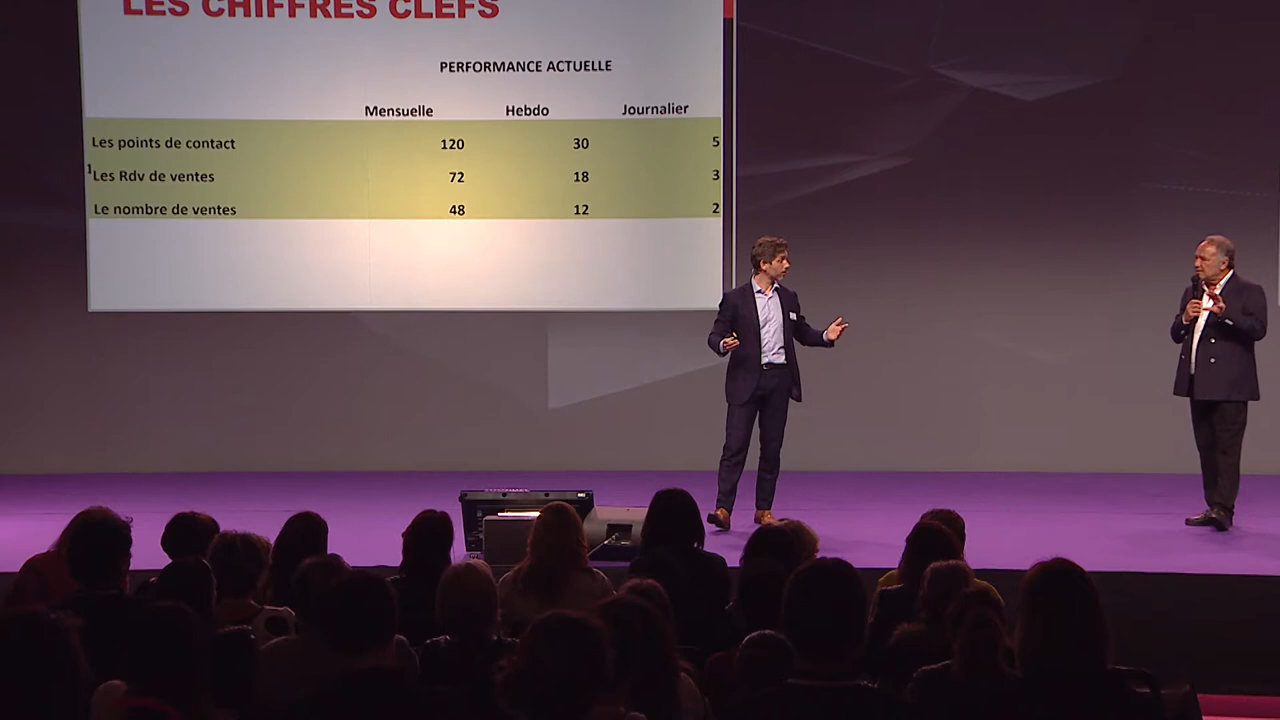 LES CHIFFRES CLEFS
PERFORMANCE ACTUELLE
Mensuelle Hebdo Journalier
Les points de contact 120 30 5
1
Les Rdv de ventes 72 18 3
Le nombre de ventes 48 12 2